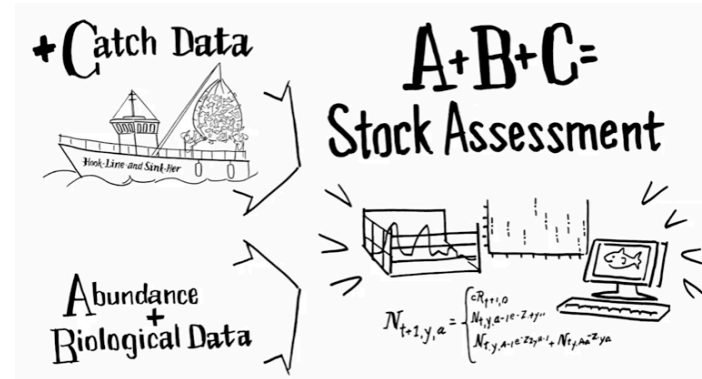 +Catch Data
Hook-Line-and Sink-Her
Abundance
+
Biological Data
A+B+C=
Stock Assessment